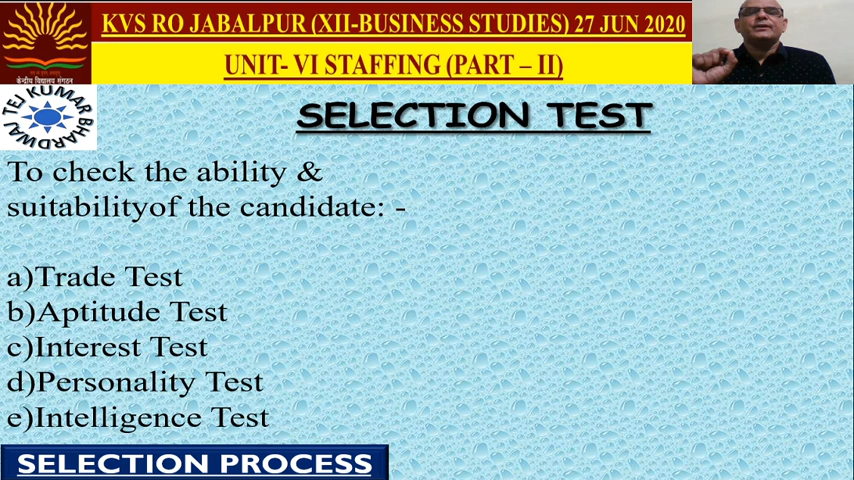 KVS RO JABALPUR (XII-BUSINESS STUDIES) 27 JUN 2020
UNIT- VI STAFFING (PART – II)
केन्द्रीय विद्यालय संगठन
TEJ KUMAR BHARDWAJ
SELECTION TEST
To check the ability &
suitabilityof the candidate: -
a)Trade Test
b)Aptitude Test
c)Interest Test
d)Personality Test
e)Intelligence Test
SELECTION PROCESS